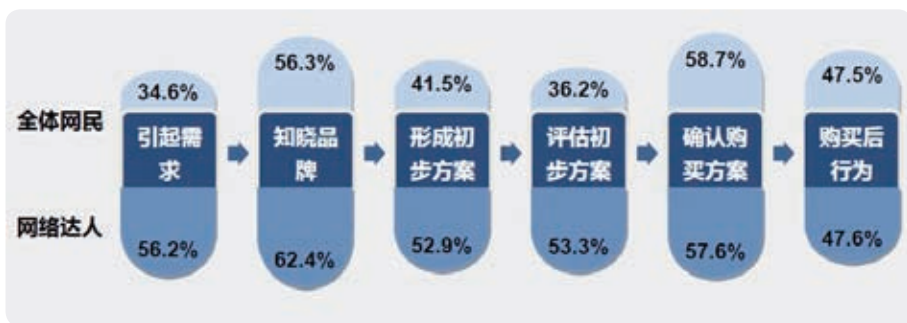 34.6%
56.3%
41.5%
36.2%
58.7%
47.5%
全体网民
引起需
求
知晓品
牌
形成初
步方案
评估初
步方案
确认购
买方案
购买后
行为
网络达人
56.2%
62.4%
52.9%
53.3%
57.6%
47.6%